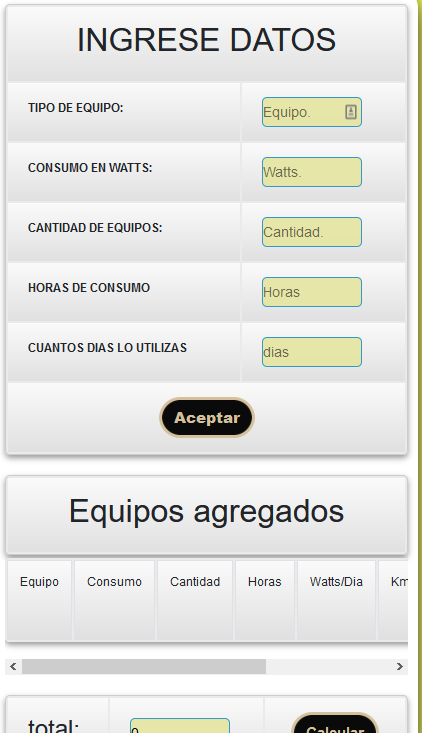 INGRESE DATOS
TIPO DE EQUIPO: Equipo.
CONSUMO EN WATTS: Watts.
CANTIDAD DE EQUIPOS: Cantidad.
HORAS DE CONSUMO Horas
CUANTOS DIAS LO UTILIZAS dias
Aceptar
Equipos agregados
Equipo Consumo Cantidad Horas Watts/Dia
total: 0 Calcular